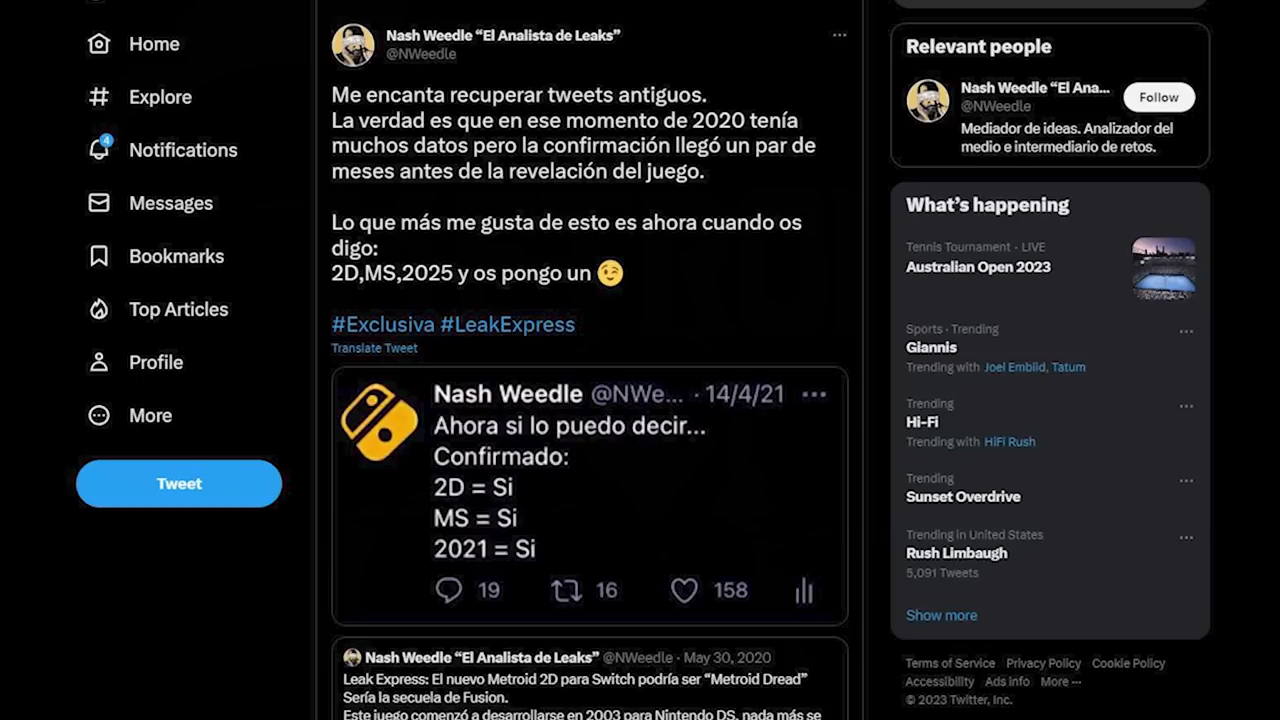 Home
Explore
4
Notifications
Messages
Bookmarks
Top Articles
Profile
More
Tweet
Nash Weedle “El Analista de Leaks”
@NWeedle
Me encanta recuperar tweets antiguos.
La verdad es que en ese momento de 2020 tenía
muchos datos pero la confirmación llegó un par de
meses antes de la revelación del juego.
Lo que más me gusta de esto es ahora cuando os
digo:
2D,MS,2025 y os pongo un 😉
#Exclusiva #LeakExpress
Translate Tweet
Nash Weedle @NWe... · 14/4/21
Ahora si lo puedo decir...
Confirmado:
2D = Si
MS = Si
2021 = Si
19 16 158
Nash Weedle “El Analista de Leaks” @NWeedle · May 30, 2020
Leak Express: El nuevo Metroid 2D para Switch podría ser “Metroid Dread”
Sería la secuela de Fusion.
Este juego comenzó a desarrollarse en 2003 para Nintendo DS, nada más se
Relevant people
Nash Weedle “El Ana...
@NWeedle
Follow
Mediador de ideas. Analizador del
medio e intermediario de retos.
What’s happening
Tennis Tournament · LIVE
Australian Open 2023
Sports · Trending
Giannis
Trending with Joel Embiid, Tatum
Trending
Hi-Fi
Trending with HiFi Rush
Trending
Sunset Overdrive
Trending in United States
Rush Limbaugh
5,091 Tweets
Show more
Terms of Service Privacy Policy Cookie Policy
Accessibility Ads info More ...
© 2023 Twitter, Inc.